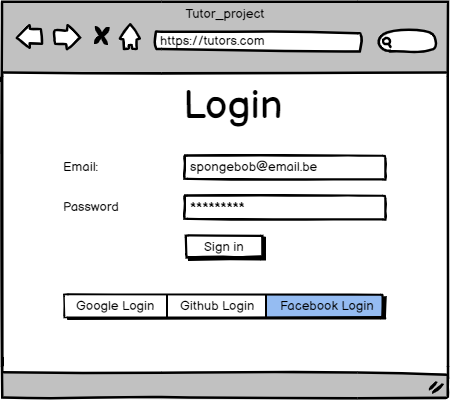 Tutor_project
https://tutors.com
Login
Email: spongebob@email.be
Password *********
Sign in
Google Login Github Login Facebook Login